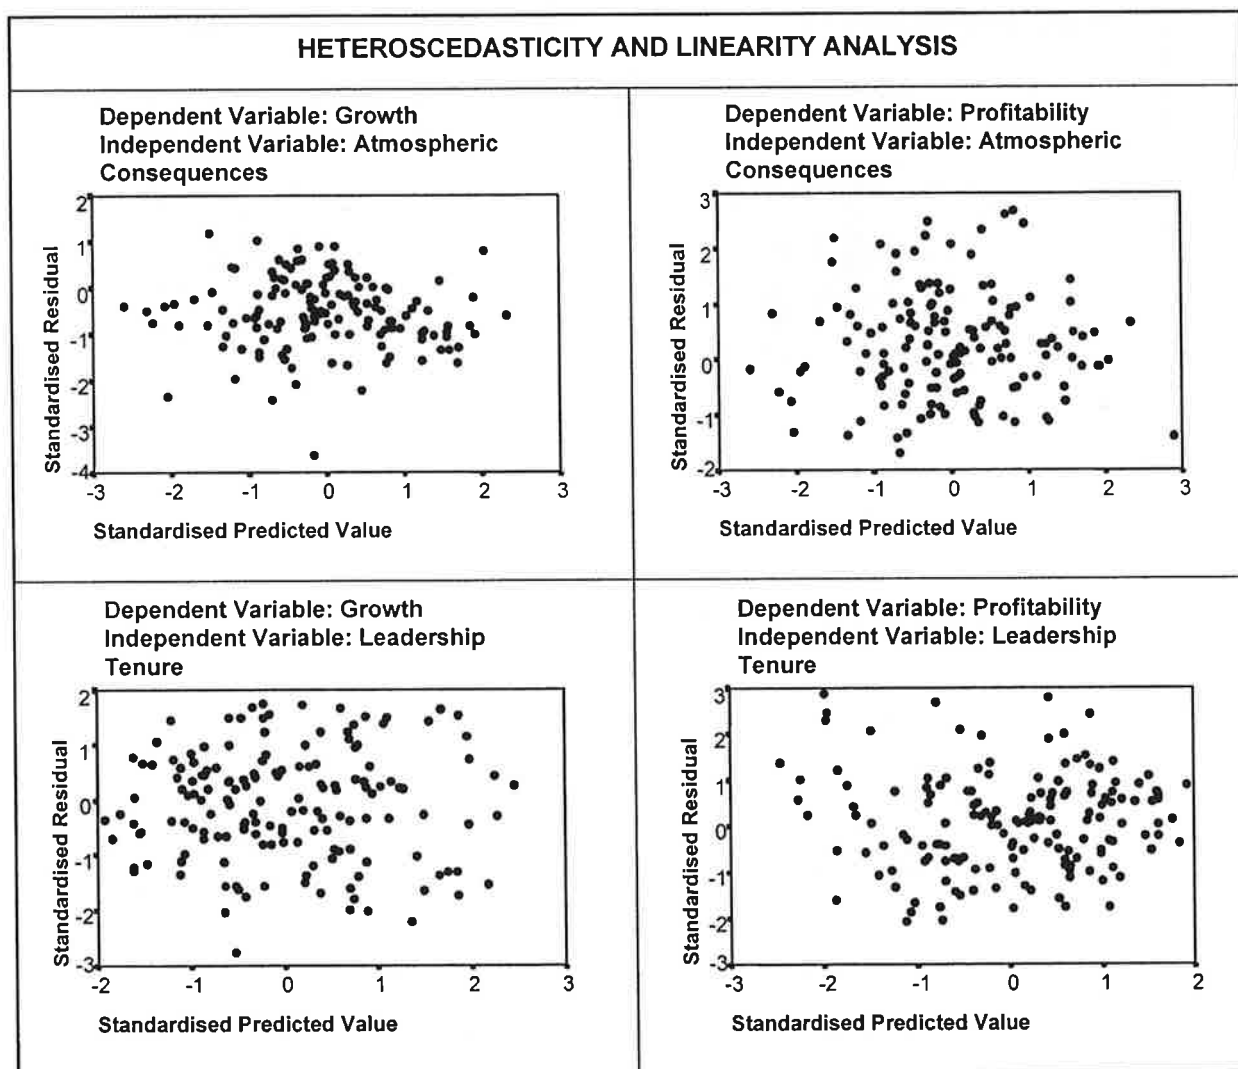 HETEROSCEDASTICITY AND LINEARITY ANALYSIS
Dependent Variable: Growth
Independent Variable: Atmospheric
Consequences
2
1
0
-1
-2
-3
-4
-3
-2
-1
0
1
2
3
Standardised Residual
Standardised Predicted Value
Dependent Variable: Profitability
Independent Variable: Atmospheric
Consequences
3
2
1
0
-1
-2
-3
-2
-1
0
1
2
3
Standardised Residual
Standardised Predicted Value
Dependent Variable: Growth
Independent Variable: Leadership
Tenure
2
1
0
-1
-2
-3
-2
-1
0
1
2
3
Standardised Residual
Standardised Predicted Value
Dependent Variable: Profitability
Independent Variable: Leadership
Tenure
3
2
1
0
-1
-2
-3
-3
-2
-1
0
1
2
Standardised Residual
Standardised Predicted Value